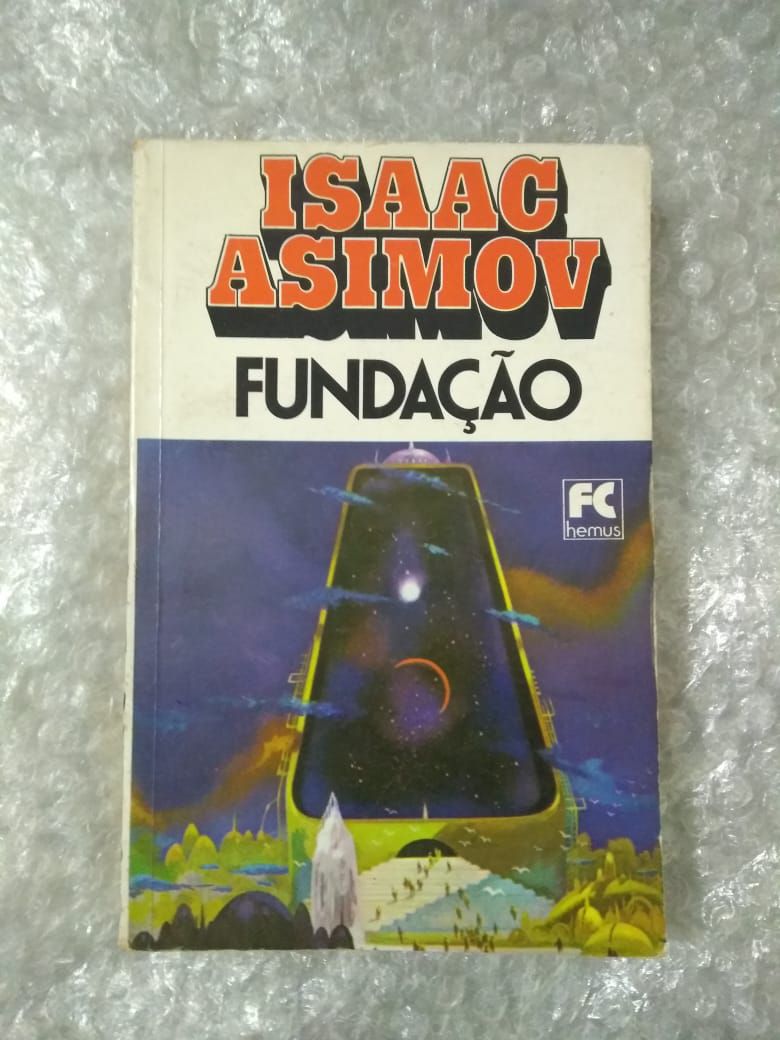 ISAAC
ASIMOV
FUNDAÇÃO
FC
hemus